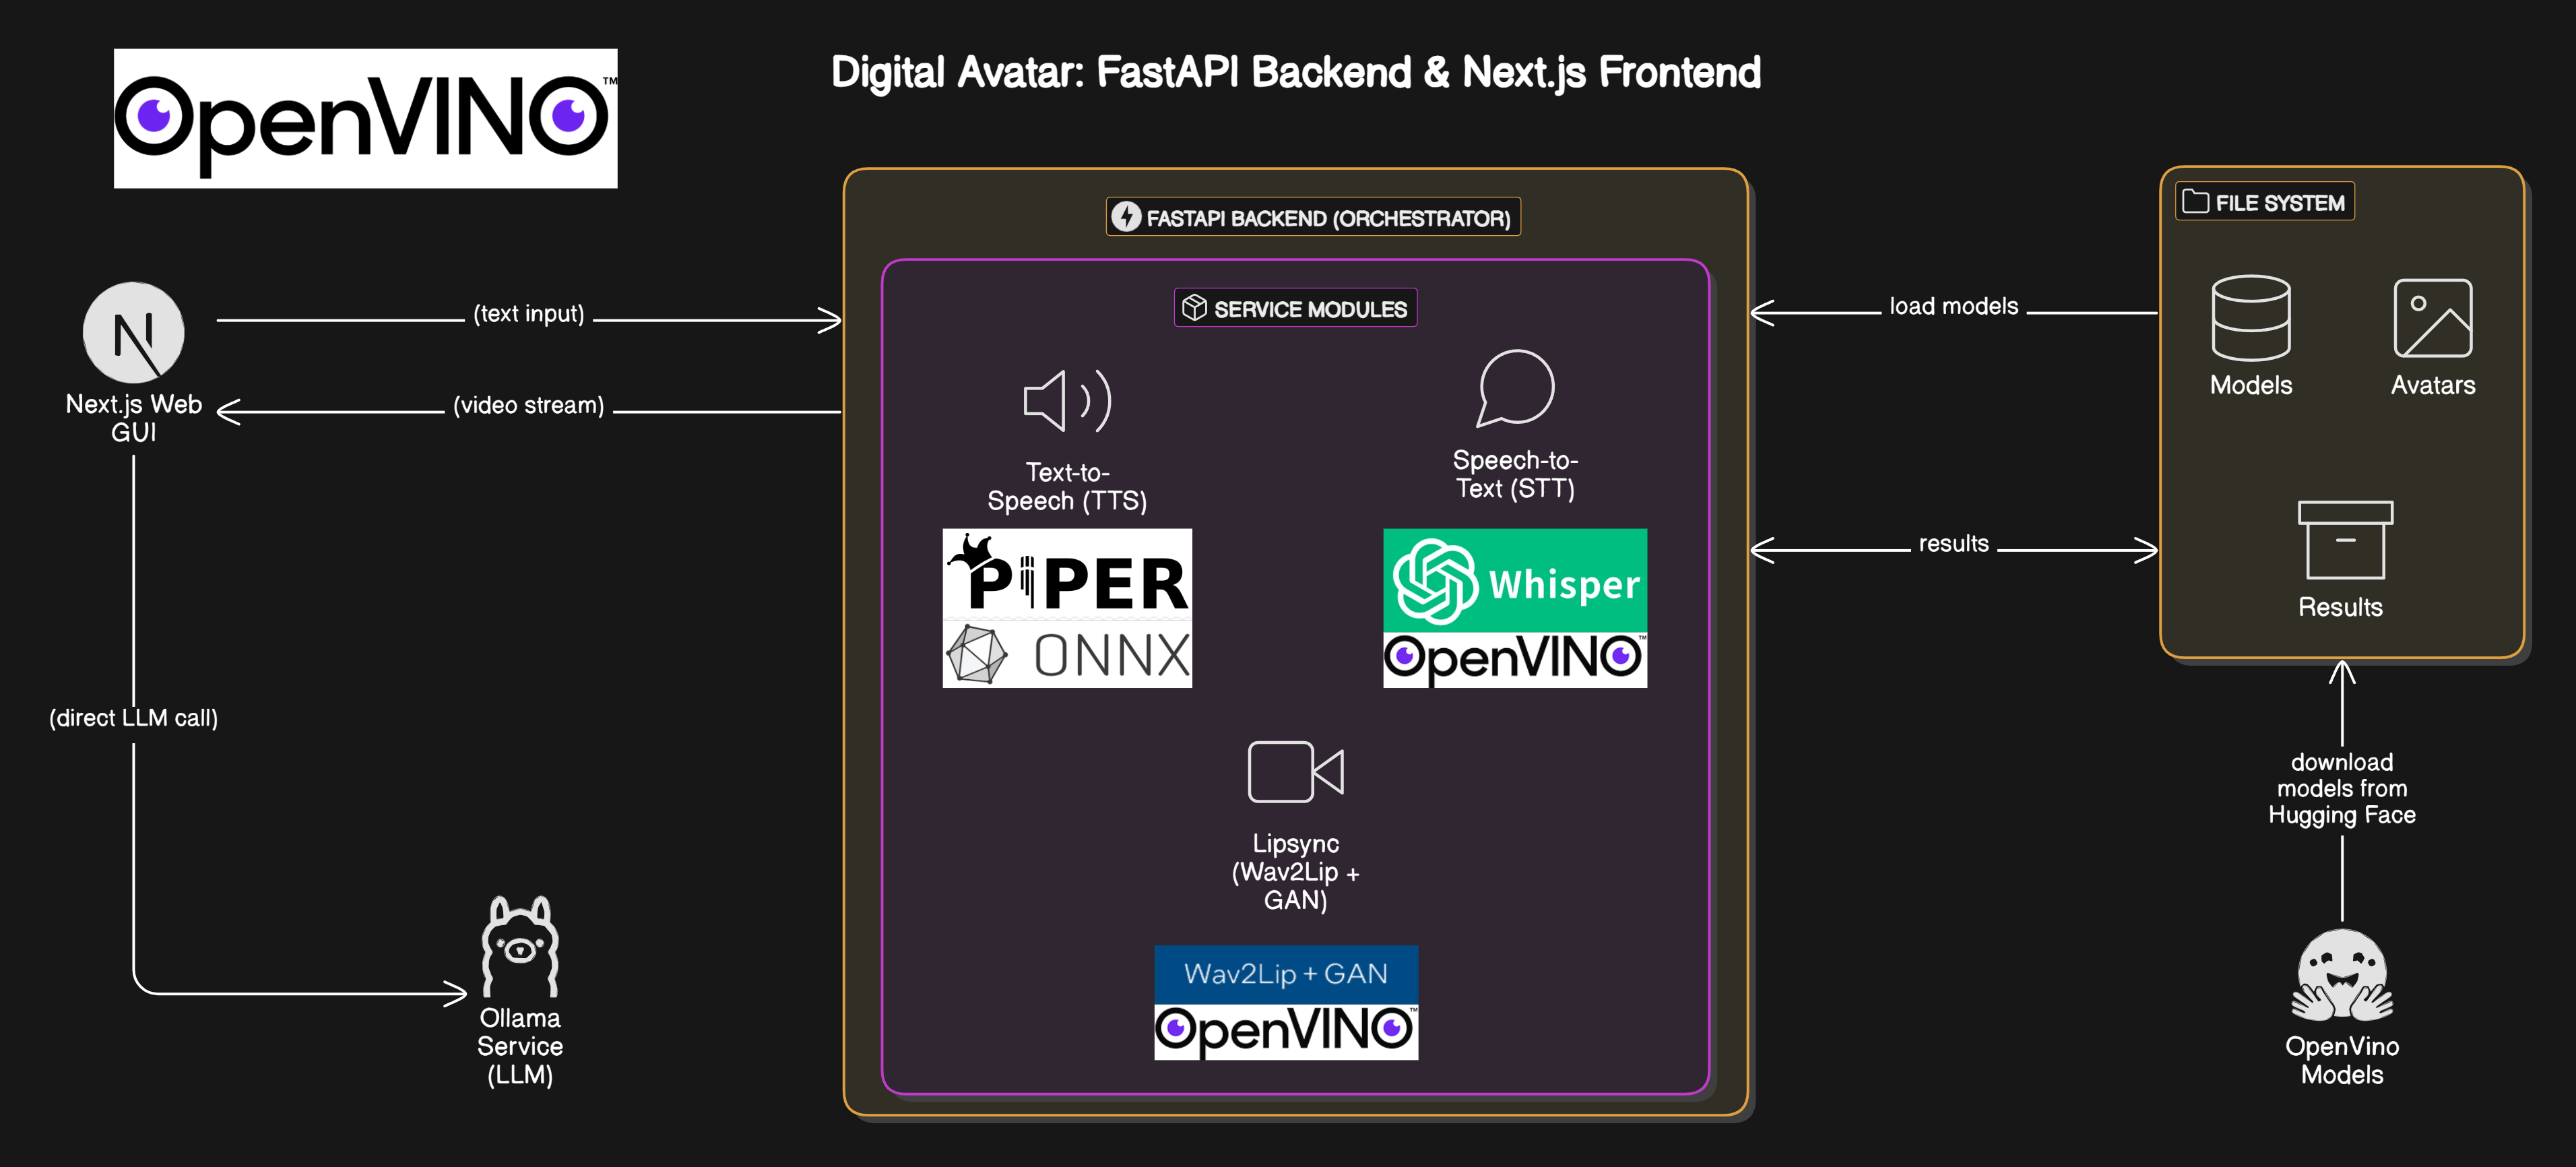 OpenVINO™
Digital Avatar: FastAPI Backend & Next.js Frontend
FASTAPI BACKEND (ORCHESTRATOR)
SERVICE MODULES
FILE SYSTEM
(text input)
(video stream)
Next.js Web
GUI
(direct LLM call)
Ollama
Service
(LLM)
Text-to-
Speech (TTS)
PIPER
ONNX
Speech-to-
Text (STT)
Whisper
OpenVINO™
Lipsync
(Wav2Lip +
GAN)
Wav2Lip + GAN
OpenVINO™
load models
results
Models
Avatars
Results
download
models from
Hugging Face
OpenVino
Models